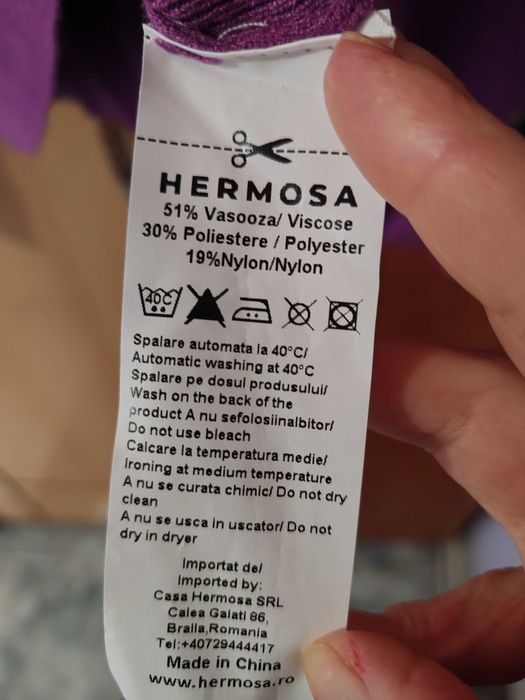 HERMOSA
51% Vasooza/ Viscose
30% Poliestere / Polyester
19%Nylon/Nylon
40C
Spalare automata la 40°C/
Automatic washing at 40°C
Spalare pe dosul produsului/
Wash on the back of the
product A nu sefolosiinalbitor/
Do not use bleach
Calcare la temperatura medie/
Ironing at medium temperature
A nu se curata chimic/ Do not dry
clean
A nu se usca in uscator/ Do not
dry in dryer
Importat de/
Imported by:
Casa Hermosa SRL
Calea Galati 86,
Braila,Romania
Tel:+40729444417
Made in China
www.hermosa.ro